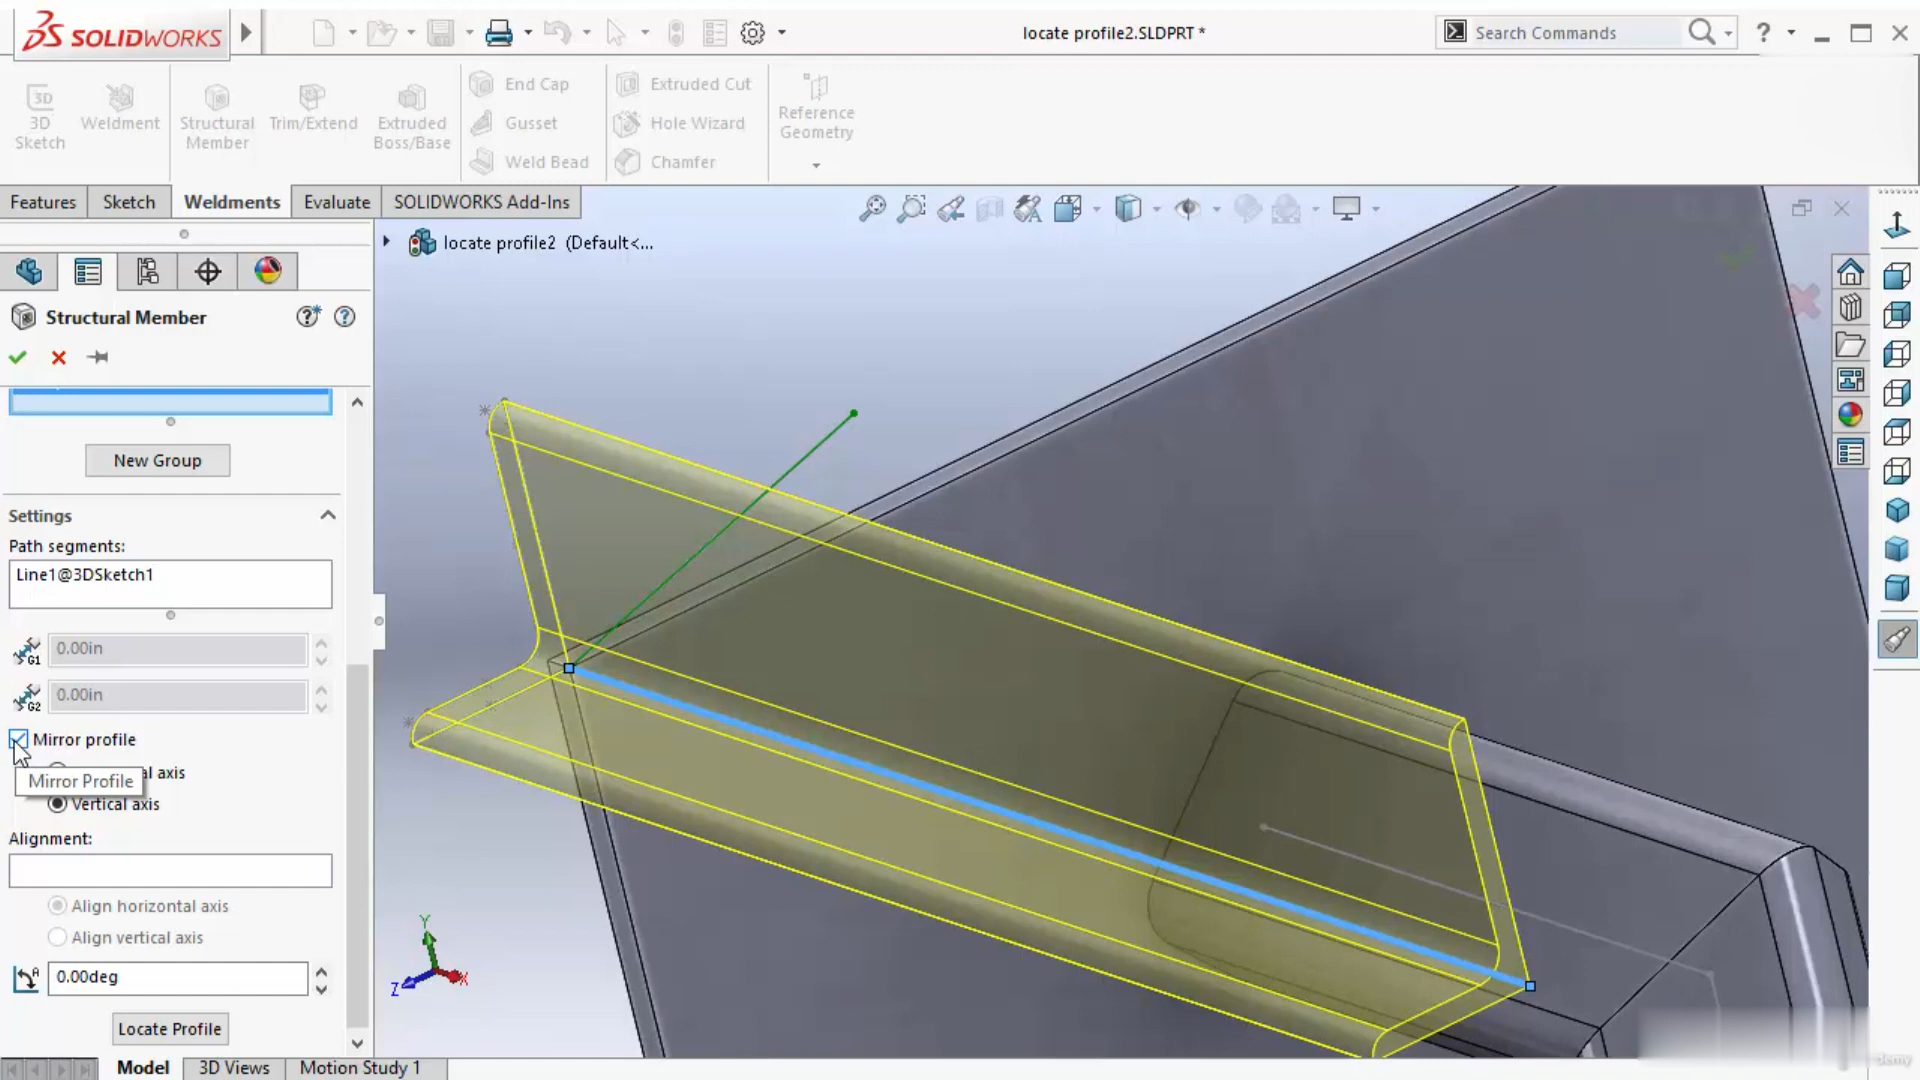 SOLIDWORKS
locate profile2.SLDPRT *
Search Commands
?
3D
3D
Sketch
Weldment
Structural
Member
Trim/Extend
Extruded
Boss/Base
End Cap
Gusset
Weld Bead
Extruded Cut
Hole Wizard
Chamfer
Reference
Geometry
Features
Sketch
Weldments
Evaluate
SOLIDWORKS Add-Ins
locate profile2 (Default<...
Structural Member
New Group
Settings
Path segments:
Line1@3DSketch1
G1
0.00in
G2
0.00in
Mirror profile
al axis
Mirror Profile
Vertical axis
Alignment:
Align horizontal axis
Align vertical axis
0.00deg
Locate Profile
Y
Z
X
Model
3D Views
Motion Study 1
demy